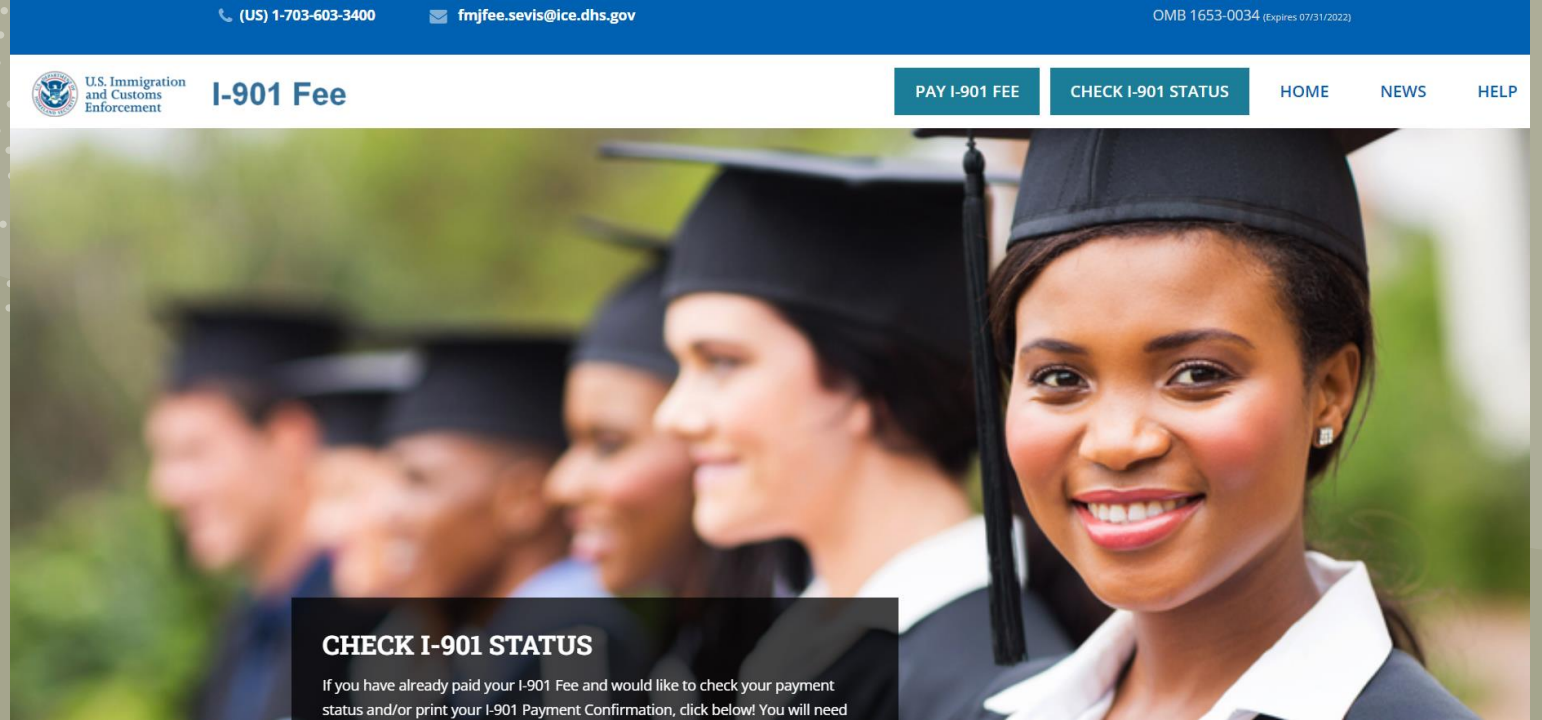 (US) 1-703-603-3400 fmjfee.sevis@ice.dhs.gov OMB 1653-0034 (Expires 07/31/2022)
U.S. Immigration
and Customs
Enforcement
I-901 Fee PAY I-901 FEE CHECK I-901 STATUS HOME NEWS HELP
CHECK I-901 STATUS
If you have already paid your I-901 Fee and would like to check your payment
status and/or print your I-901 Payment Confirmation, click below! You will need